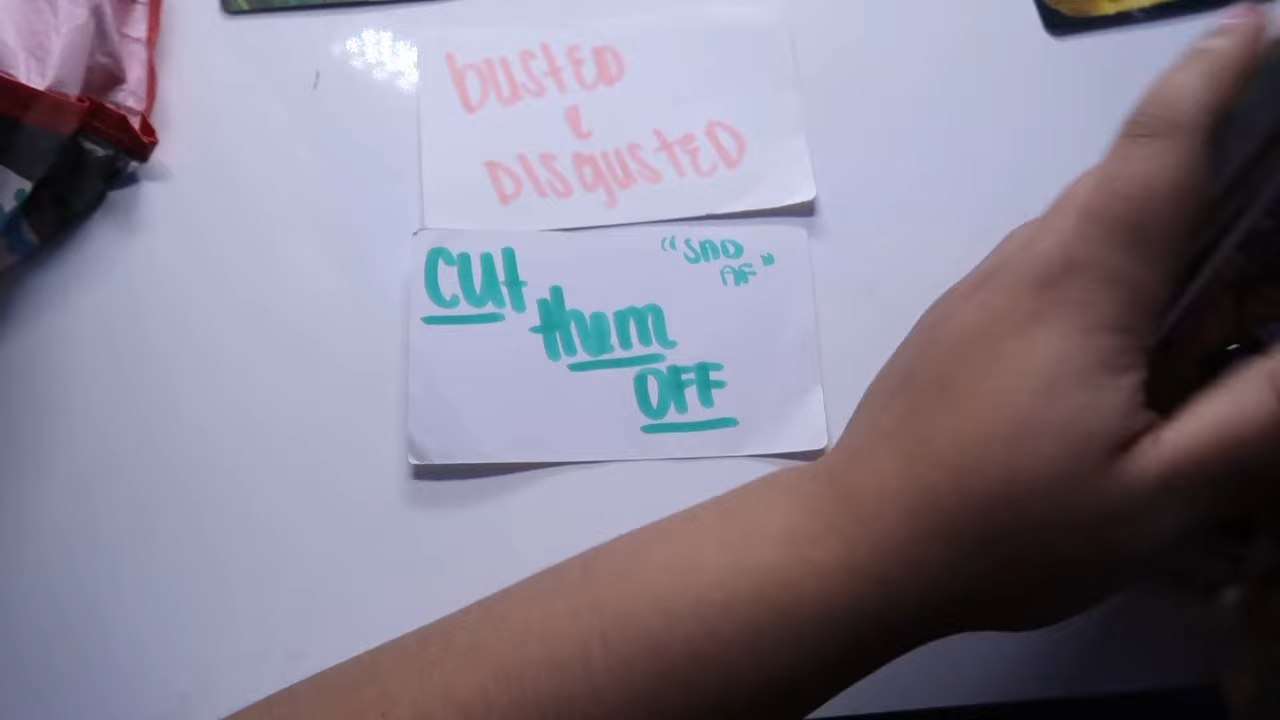 bustED
&
DISgustED
cut
"SAD
AF"
them
OFF